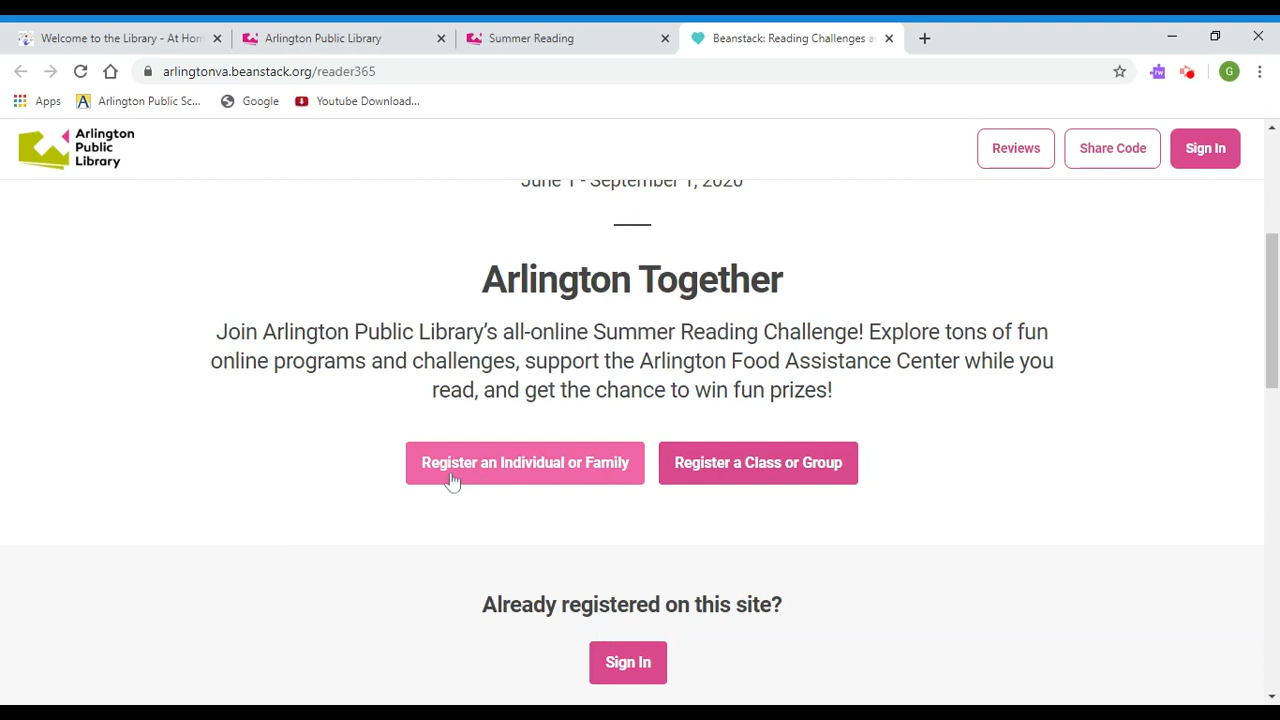 Welcome to the Library - At Hom
Arlington Public Library
Summer Reading
Beanstack: Reading Challenges a
arlingtonva.beanstack.org/reader365
G
Apps
Arlington Public Sc...
Google
Youtube Download...
Arlington
Public
Library
Reviews
Share Code
Sign In
June 1 - September 1, 2020
Arlington Together
Join Arlington Public Library's all-online Summer Reading Challenge! Explore tons of fun
online programs and challenges, support the Arlington Food Assistance Center while you
read, and get the chance to win fun prizes!
Register an Individual or Family
Register a Class or Group
Already registered on this site?
Sign In